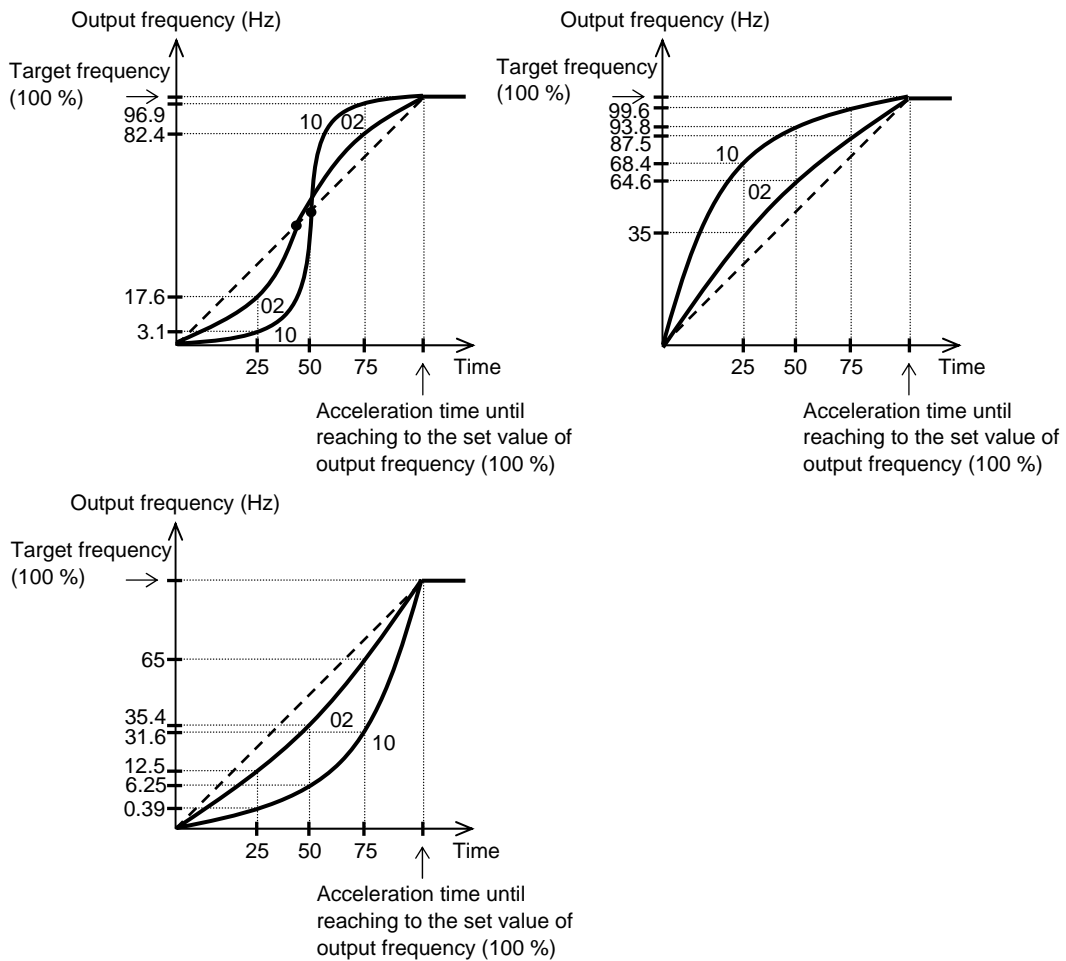 Output frequency (Hz)
Target frequency
(100 %)
96.9
82.4
10
02
17.6
3.1
02
10
25
50
75
Time
Acceleration time until
reaching to the set value of
output frequency (100 %)
Output frequency (Hz)
Target frequency
(100 %)
99.6
93.8
87.5
68.4
64.6
35
10
02
25
50
75
Time
Acceleration time until
reaching to the set value of
output frequency (100 %)
Output frequency (Hz)
Target frequency
(100 %)
65
35.4
31.6
12.5
6.25
0.39
02
10
25
50
75
Time
Acceleration time until
reaching to the set value of
output frequency (100 %)